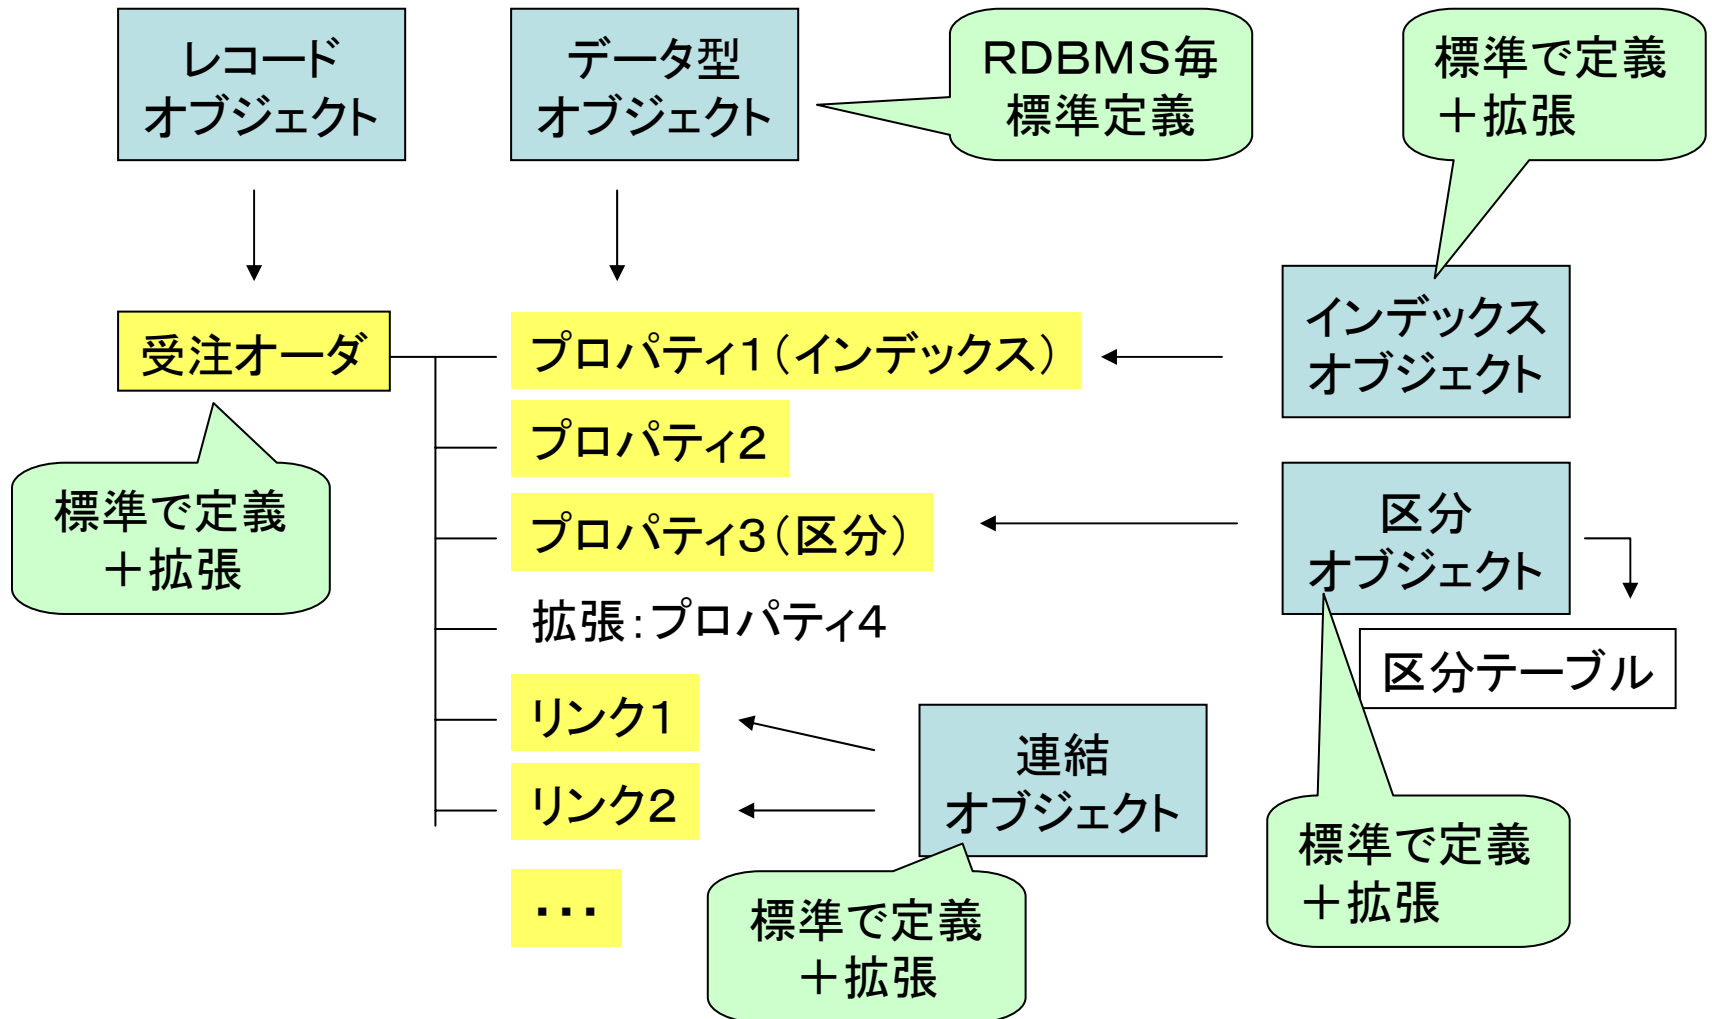 レコード
オブジェクト
データ型
オブジェクト
RDBMS毎
標準定義
標準で定義
＋拡張
インデックス
オブジェクト
受注オーダ
プロパティ1（インデックス）
プロパティ2
プロパティ3（区分）
拡張：プロパティ4
リンク1
リンク2
・・・
標準で定義
＋拡張
区分
オブジェクト
区分テーブル
連結
オブジェクト
標準で定義
＋拡張
標準で定義
＋拡張